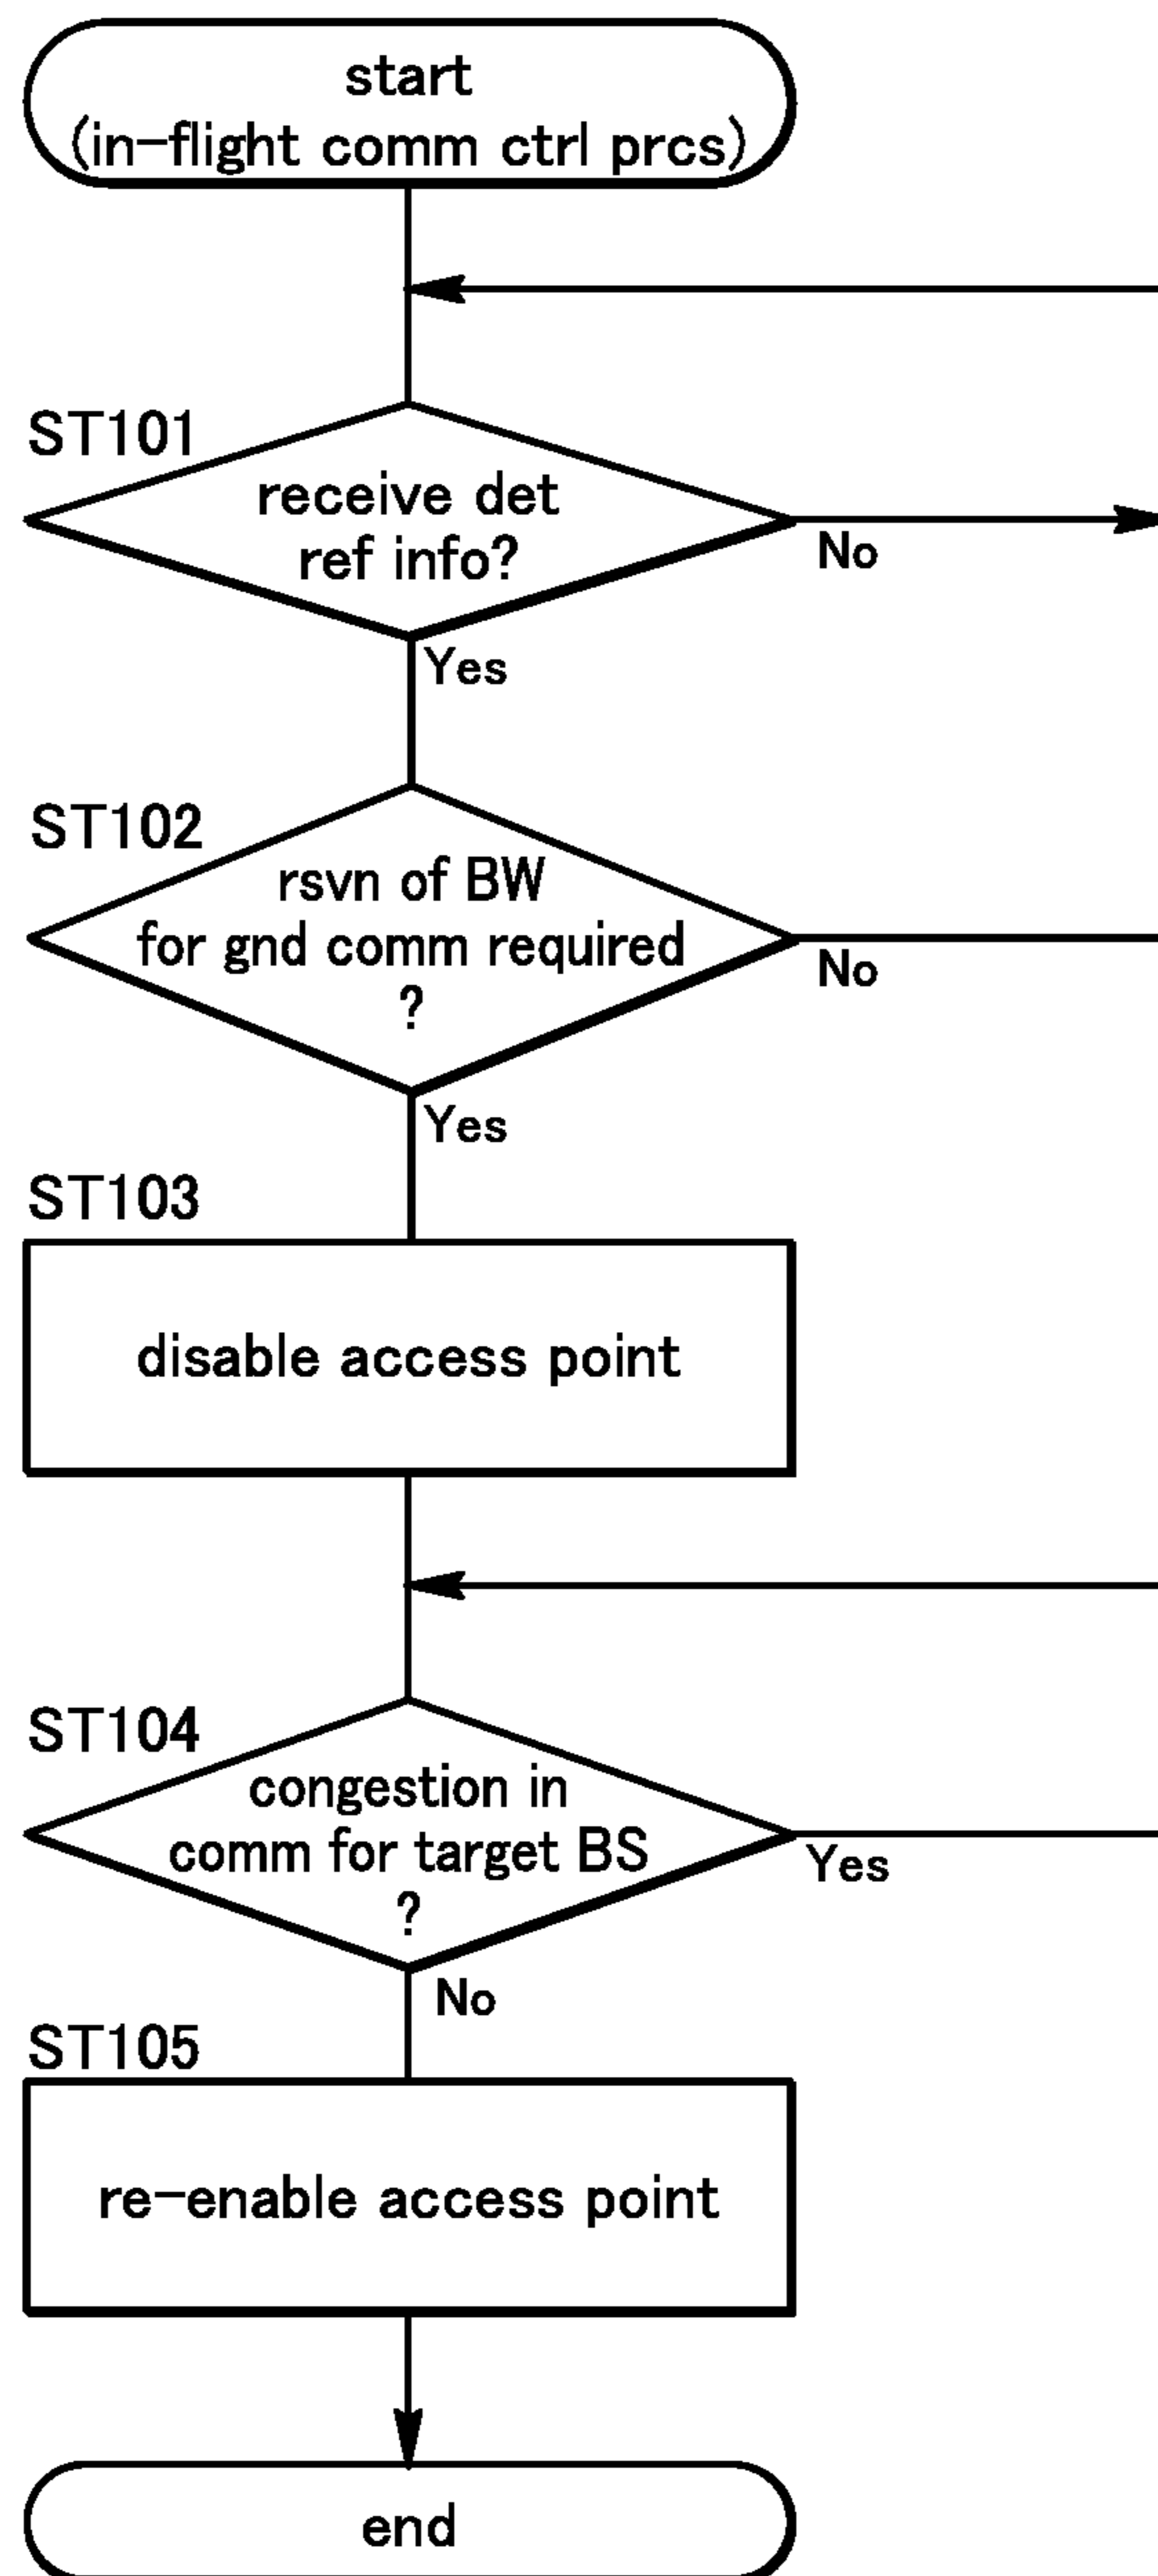 start
(in-flight comm ctrl prcs)
ST101
receive det
ref info?
No
Yes
ST102
rsvn of BW
for gnd comm required
?
No
Yes
ST103
disable access point
ST104
congestion in
comm for target BS
?
Yes
No
ST105
re-enable access point
end